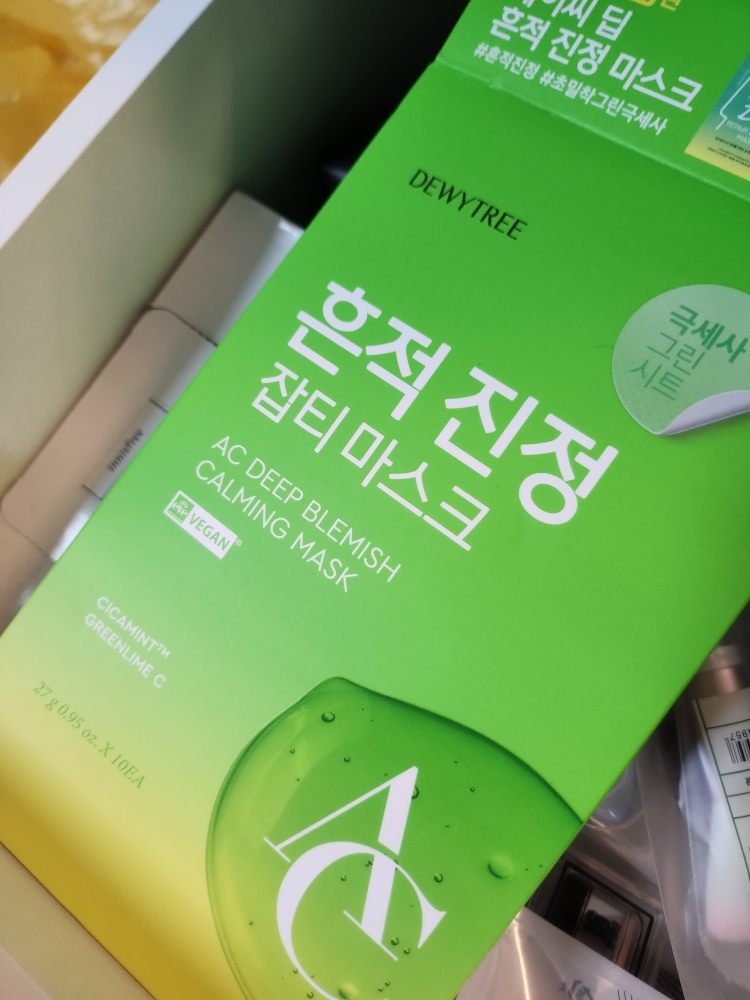 딥
흔적 진정 마스크
#흔적진정 #초밀착그린극세사
DEWYTREE
극세사
그린
시트
흔적 진정
잡티 마스크
AC DEEP BLEMISH
CALMING MASK
VEGAN
CICAMINT™
GREENLIME C
27 g 0.95 oz. X 10EA
AC
innisfree